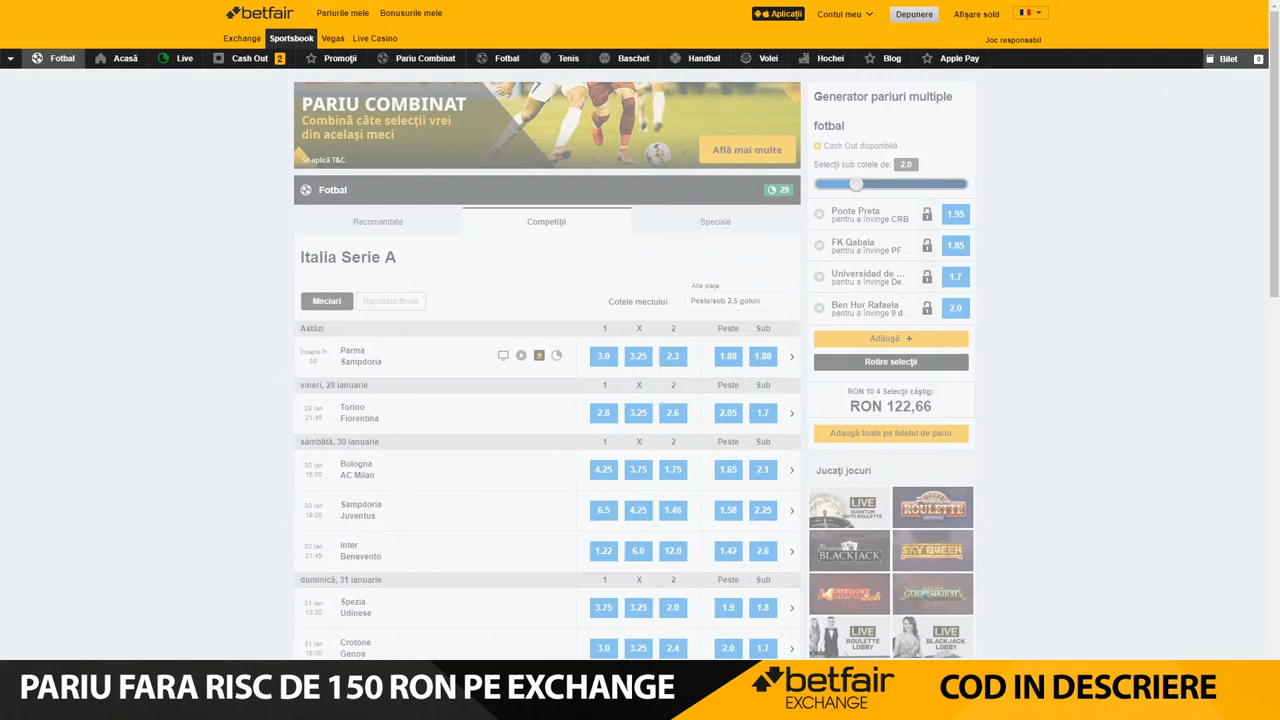 betfair
Pariurile mele
Bonusurile mele
Aplicații
Contul meu
Depunere
Afișare sold
Exchange
Sportsbook
Vegas
Live Casino
Joc responsabil
Fotbal
Acasă
Live
Cash Out 2
Promoții
Pariu Combinat
Fotbal
Tenis
Baschet
Handbal
Volei
Hochei
Blog
Apple Pay
Bilet 0
PARIU COMBINAT
Combină câte selecții vrei
din același meci
Se aplică T&C.
Află mai multe
Fotbal
29
Recomandate
Competiții
Speciale
Italia Serie A
Meciuri
Rezultate finale
Cotele meciului
Alte piețe
Peste/sub 2,5 goluri
Astăzi 1 X 2 Peste Sub
Începe în
39'
Parma
Sampdoria
3.0 3.25 2.3 1.88 1.88
vineri, 29 ianuarie 1 X 2 Peste Sub
29 Ian
21:45
Torino
Fiorentina
2.8 3.25 2.6 2.05 1.7
sâmbătă, 30 ianuarie 1 X 2 Peste Sub
30 Ian
16:00
Bologna
AC Milan
4.25 3.75 1.75 1.65 2.1
30 Ian
19:00
Sampdoria
Juventus
6.5 4.25 1.46 1.58 2.25
30 Ian
21:45
Inter
Benevento
1.22 6.0 12.0 1.42 2.6
duminică, 31 ianuarie 1 X 2 Peste Sub
31 Ian
13:30
Spezia
Udinese
3.75 3.25 2.0 1.9 1.8
31 Ian
16:00
Crotone
Genoa
3.0 3.25 2.4 2.0 1.7
Generator pariuri multiple
fotbal
Cash Out disponibilă
Selecții sub cotele de: 2.0
Ponte Preta
pentru a învinge CRB
1.95
FK Qabala
pentru a învinge PF...
1.85
Universidad de ...
pentru a învinge De...
1.7
Ben Hur Rafaela
pentru a învinge 9 d...
2.0
Adăugă +
Rotire selecții
RON 10 4 Selecții câștig:
RON 122,66
Adaugă toate pe biletul de pariu
Jucați jocuri
LIVE
QUANTUM
AUTO ROULETTE
ROULETTE
BLACKJACK
SKY QUEEN
LIVE
ROULETTE
LOBBY
LIVE
BLACKJACK
LOBBY
PARIU FARA RISC DE 150 RON PE EXCHANGE
betfair
EXCHANGE
COD IN DESCRIERE